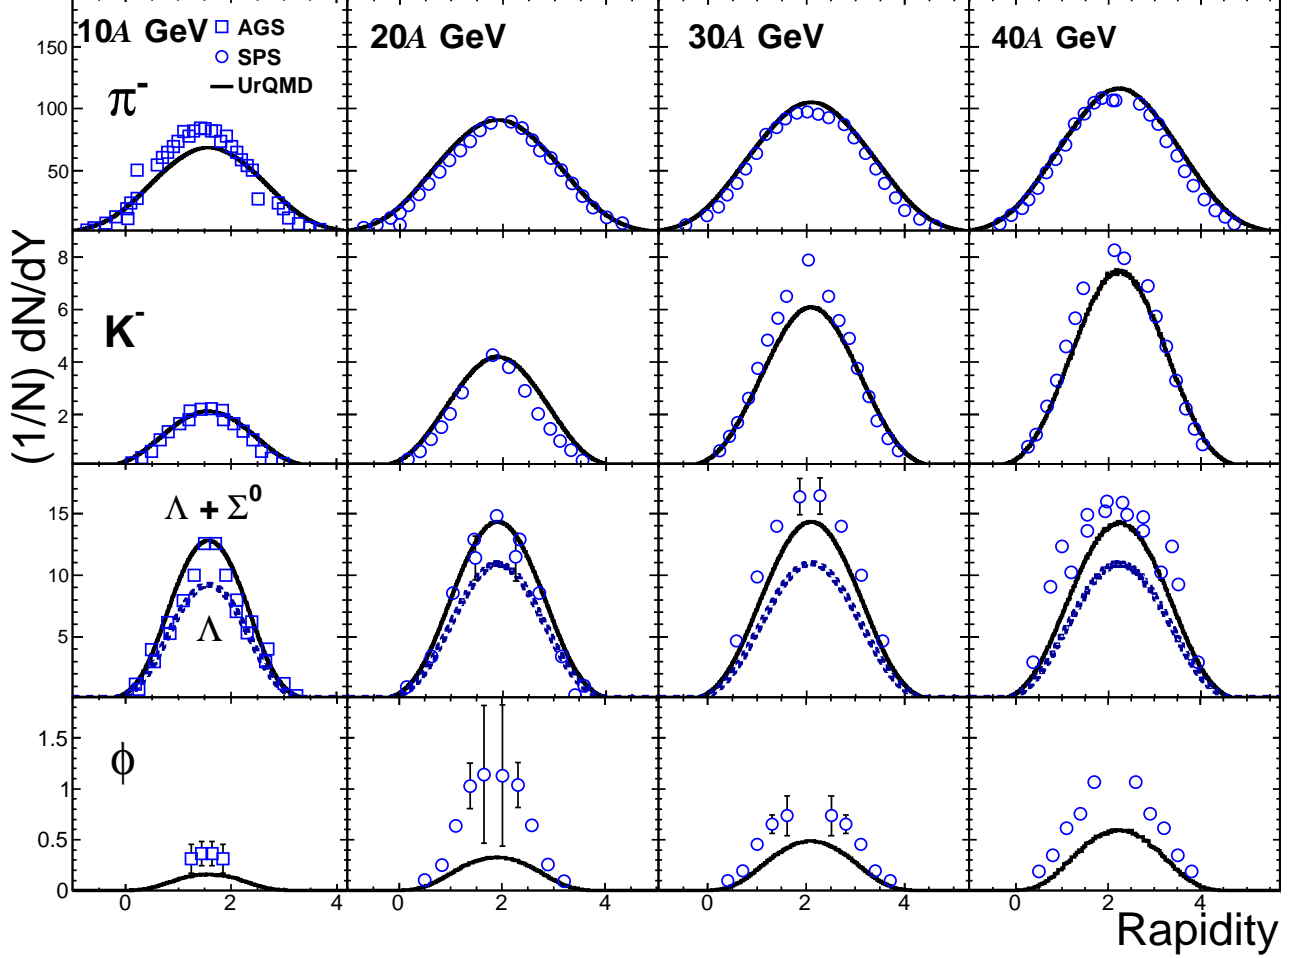 10A GeV
AGS
SPS
UrQMD
20A GeV
30A GeV
40A GeV
π⁻
150
100
50
(1/N) dN/dY
K⁻
8
6
4
2
Λ + Σ⁰
Λ
15
10
5
ϕ
1.5
1
0.5
0
0 2 4 0 2 4 0 2 4 0 2 4
Rapidity